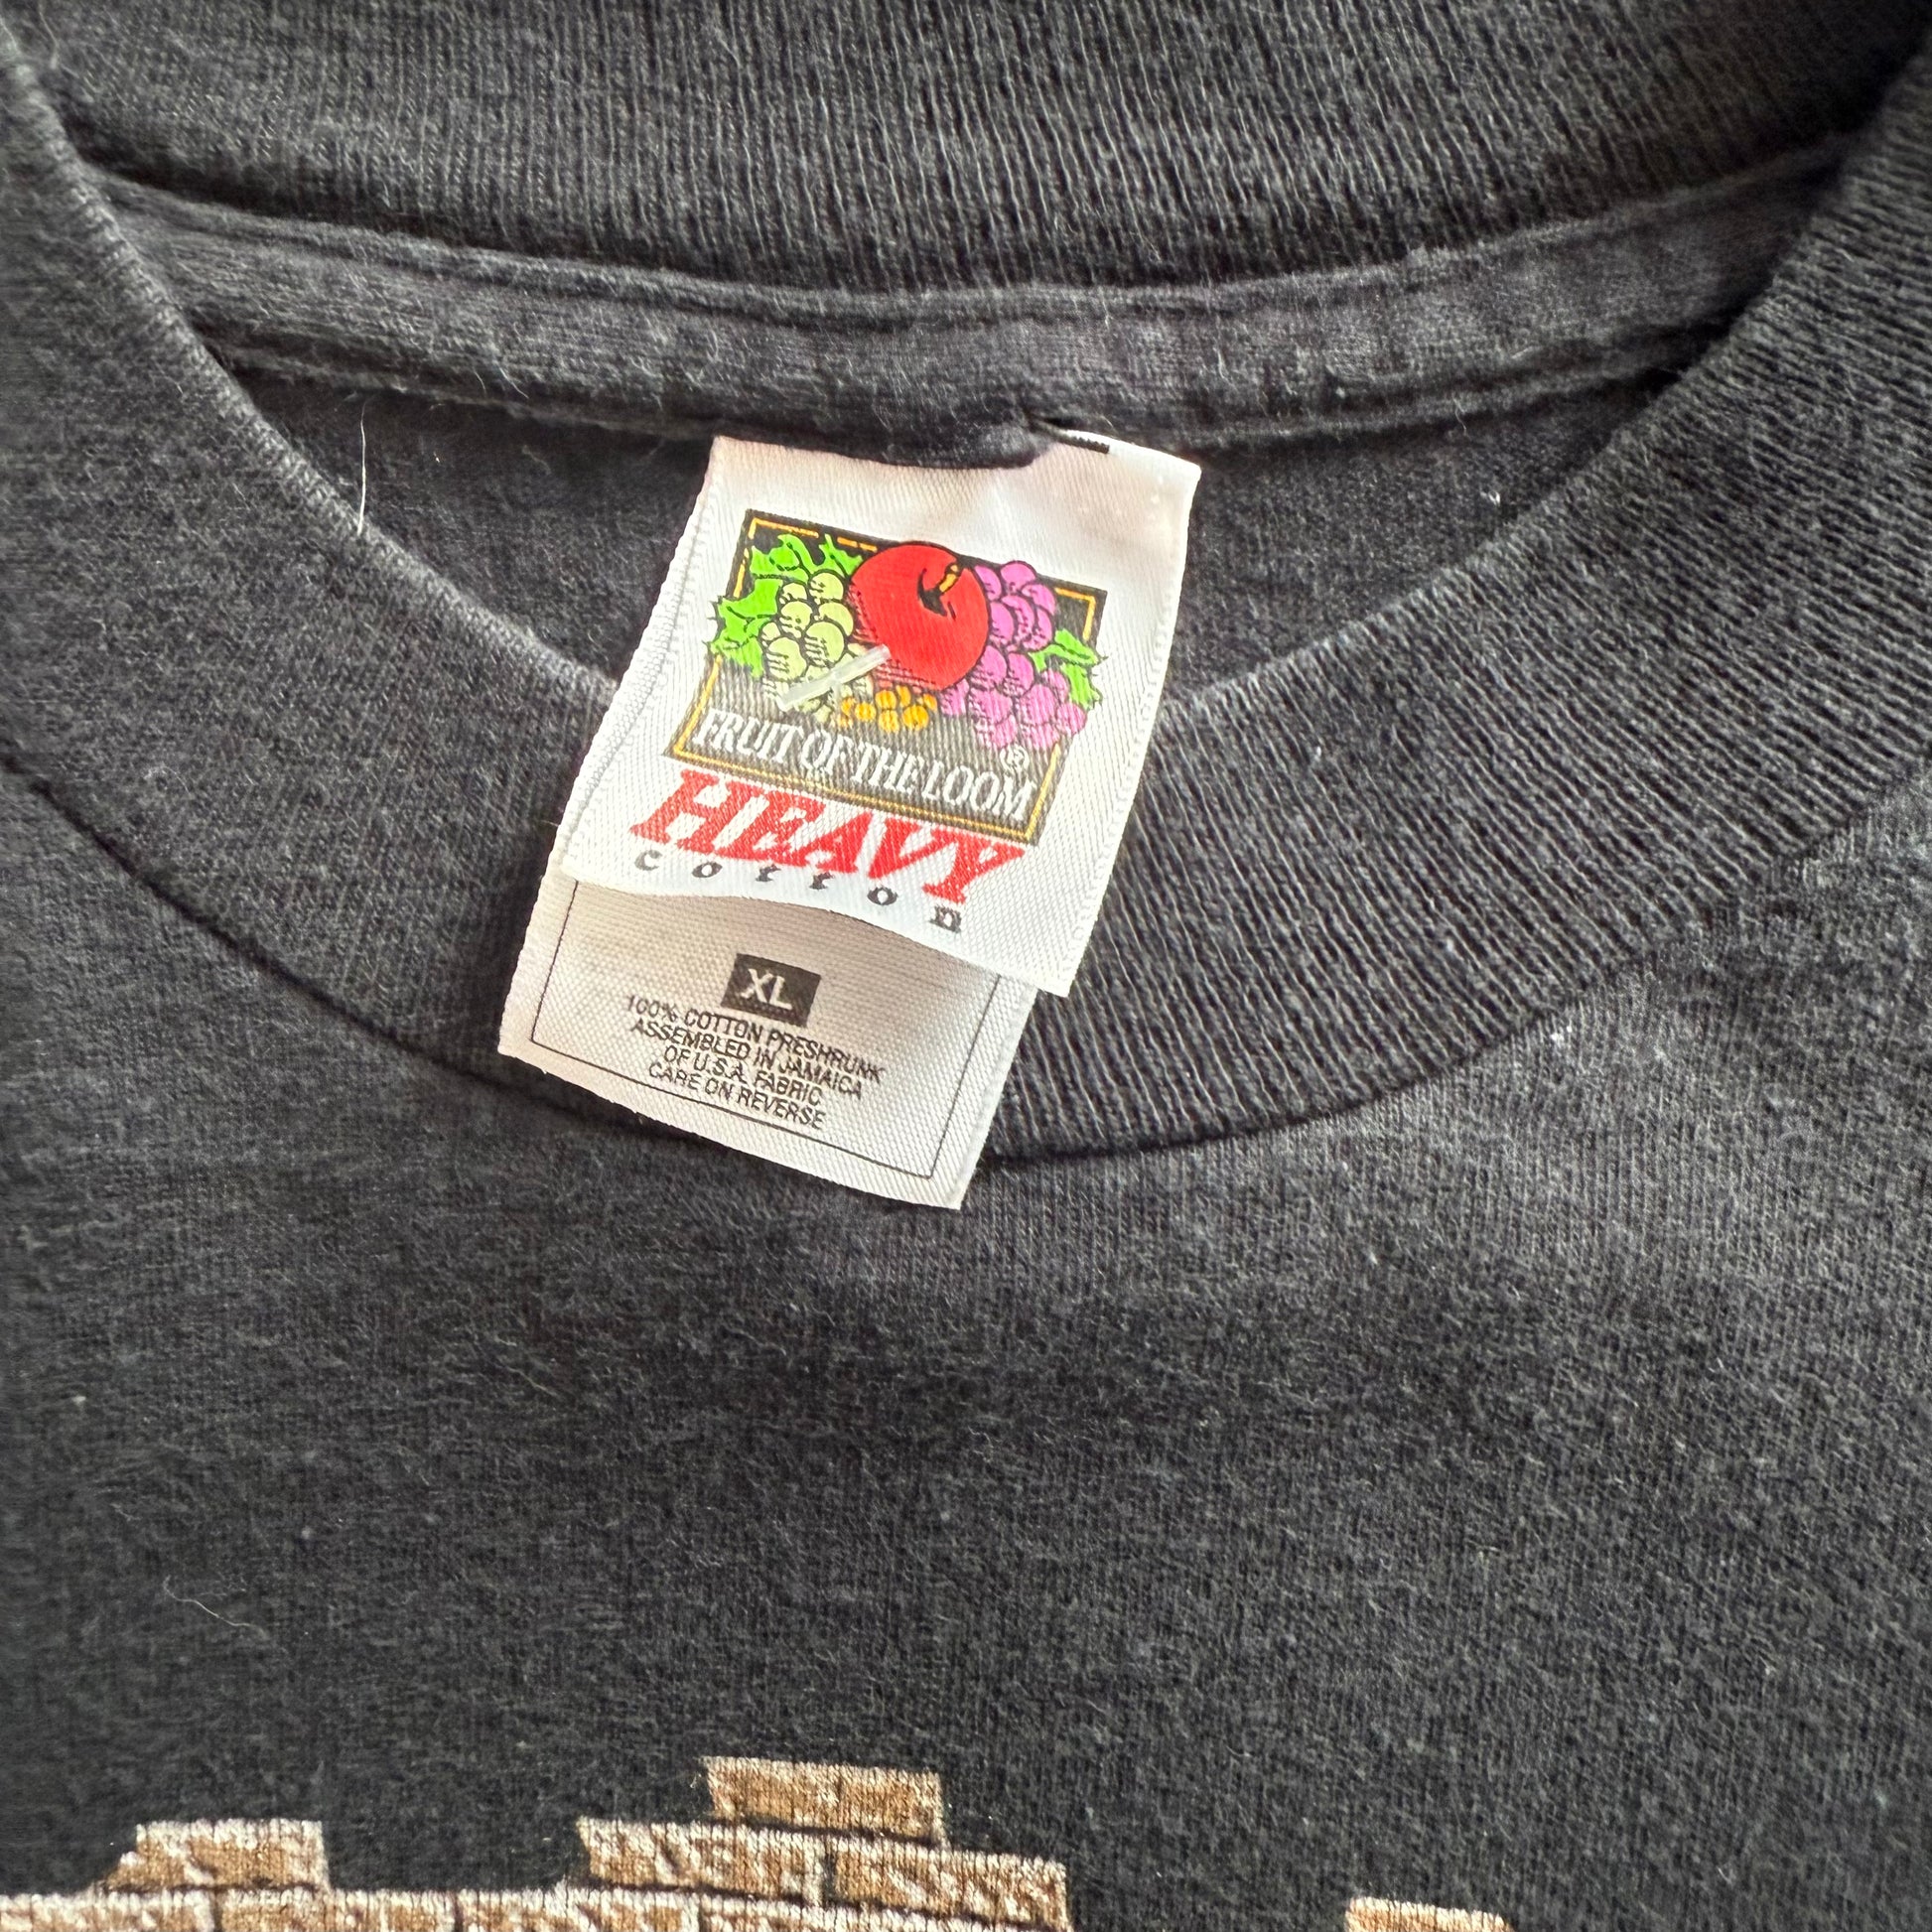 FRUIT OF THE LOOM ®
HEAVY
cotton
XL
100% COTTON PRESHRUNK
ASSEMBLED IN JAMAICA
OF U.S.A. FABRIC
CARE ON REVERSE